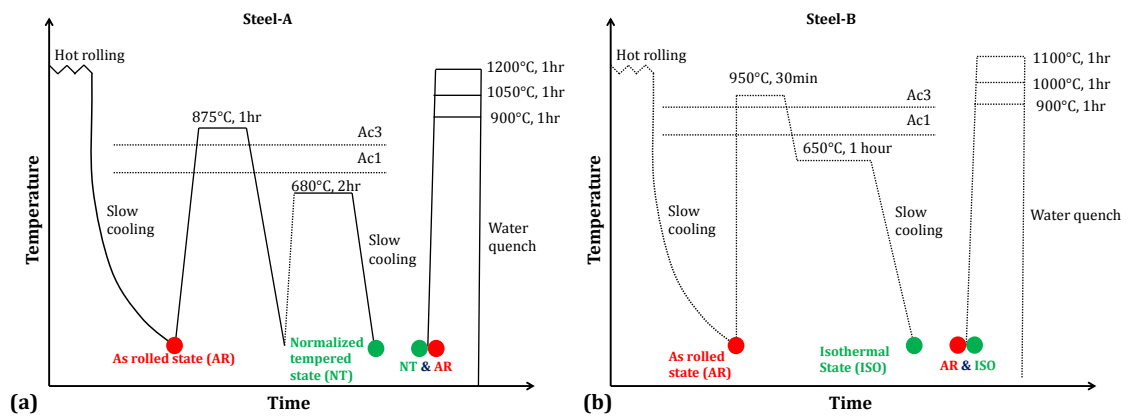 Steel-A
Hot rolling
1200°C, 1hr
1050°C, 1hr
900°C, 1hr
875°C, 1hr
Ac3
Ac1
680°C, 2hr
Slow
cooling
Slow
cooling
Water
quench
As rolled state (AR)
Normalized
tempered
state (NT)
NT & AR
Temperature
Time
(a)
Steel-B
Hot rolling
1100°C, 1hr
1000°C, 1hr
900°C, 1hr
950°C, 30min
Ac3
Ac1
650°C, 1 hour
Slow
cooling
Slow
cooling
Water quench
As rolled
state (AR)
Isothermal
State (ISO)
AR & ISO
Temperature
Time
(b)